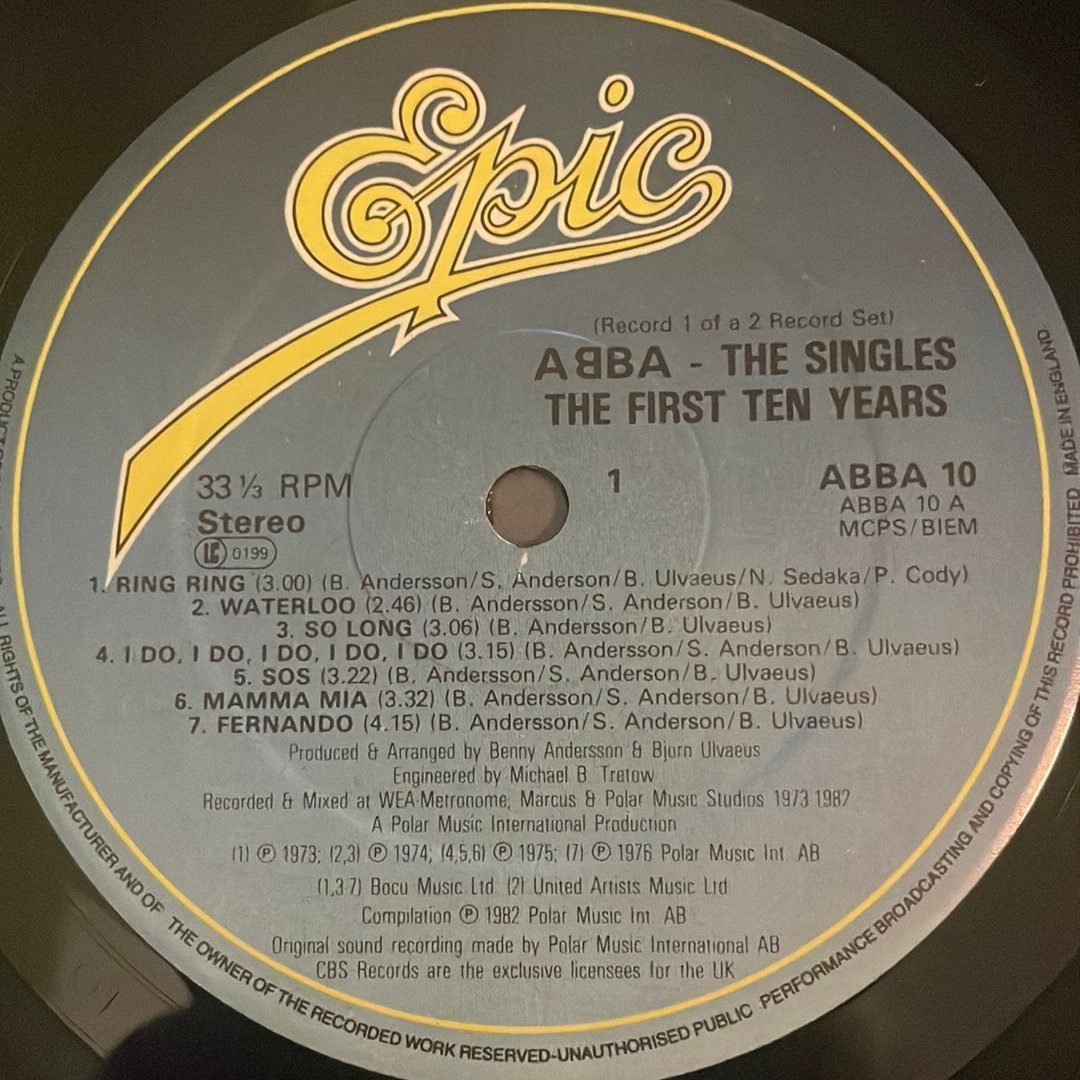 Epic
(Record 1 of a 2 Record Set)
ABBA - THE SINGLES
THE FIRST TEN YEARS
33 ⅓ RPM
1
ABBA 10
Stereo
ABBA 10 A
LC 0199
MCPS/BIEM
1. RING RING (3.00) (B. Andersson/S. Anderson/B. Ulvaeus/N. Sedaka/P. Cody)
2. WATERLOO (2.46) (B. Andersson/S. Anderson/B. Ulvaeus)
3. SO LONG (3.06) (B. Andersson/B. Ulvaeus)
4. I DO, I DO, I DO, I DO, I DO (3.15) (B. Andersson/S. Anderson/B. Ulvaeus)
5. SOS (3.22) (B. Andersson/S. Anderson/B. Ulvaeus)
6. MAMMA MIA (3.32) (B. Andersson/S. Anderson/B. Ulvaeus)
7. FERNANDO (4.15) (B. Andersson/S. Anderson/B. Ulvaeus)
Produced & Arranged by Benny Andersson & Bjorn Ulvaeus
Engineered by Michael B. Tretow
Recorded & Mixed at WEA-Metronome, Marcus & Polar Music Studios 1973 1982
A Polar Music International Production
(1) ℗ 1973; (2,3) ℗ 1974; (4,5,6) ℗ 1975; (7) ℗ 1976 Polar Music Int. AB
(1,3 7) Bocu Music Ltd (2) United Artists Music Ltd
Compilation ℗ 1982 Polar Music Int. AB
Original sound recording made by Polar Music International AB
CBS Records are the exclusive licensees for the UK
A PRODUCT ALL RIGHTS OF THE MANUFACTURER AND OF THE OWNER OF THE RECORDED WORK RESERVED-UNAUTHORISED PUBLIC PERFORMANCE BROADCASTING AND COPYING OF THIS RECORD PROHIBITED MADE IN ENGLAND